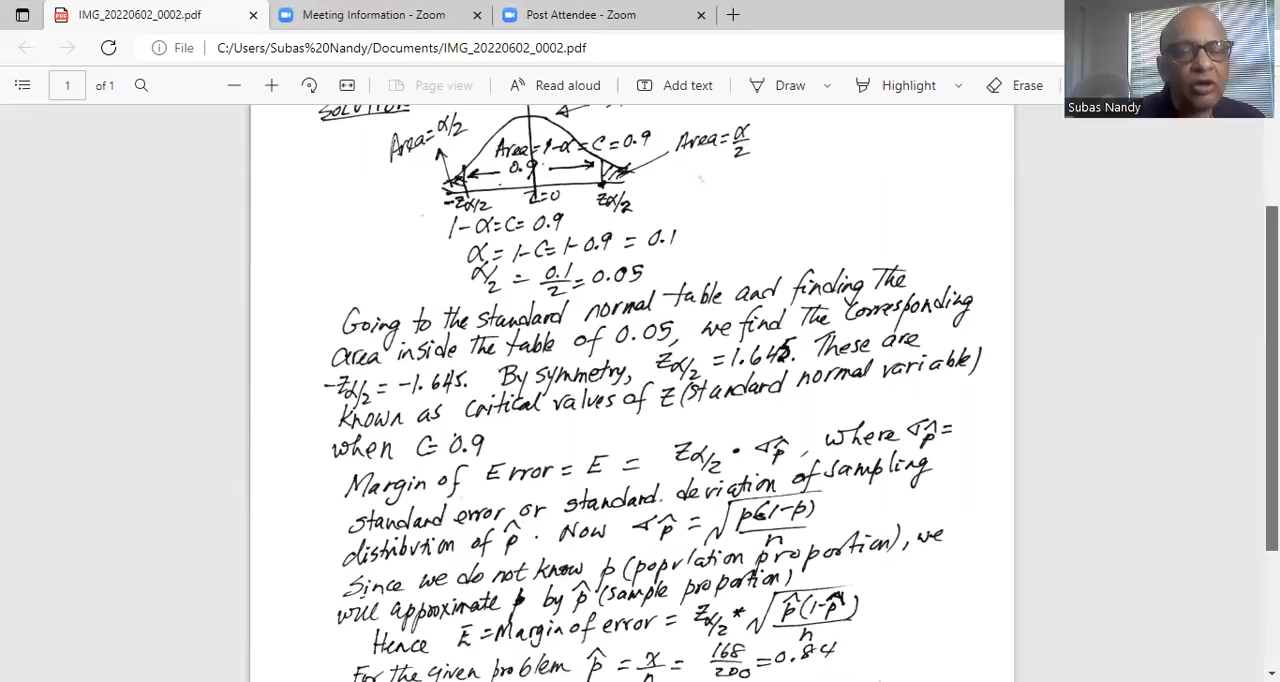 IMG_20220602_0002.pdf
Meeting Information - Zoom
Post Attendee - Zoom
File
C:/Users/Subas%20Nandy/Documents/IMG_20220602_0002.pdf
1 of 1
Page view
Read aloud
Add text
Draw
Highlight
Erase
Subas Nandy
SOLUTION
Area=α/2
Area=1-α=C=0.9
Area=α/2
0.9
-Zα/2 Z=0 Zα/2
1-α=C=0.9
α=1-C=1-0.9=0.1
α/2=0.1/2=0.05
Going to the standard normal table and finding The
area inside the table of 0.05, we find The corresponding
-Zα/2=-1.645. By symmetry, Zα/2=1.645. These are
known as critical values of Z (standard normal variable)
when C=0.9
Margin of Error=E= Zα/2 • σp̂, where σp̂=
standard error or standard deviation of sampling
distribution of p̂. Now σp̂=√(p(1-p)/n)
Since we do not know p (population proportion), we
will approximate p by p̂ (sample proportion)
Hence E=Margin of error=Zα/2*√(p̂(1-p̂)/n)
For the given problem p̂=x/n=168/200=0.84